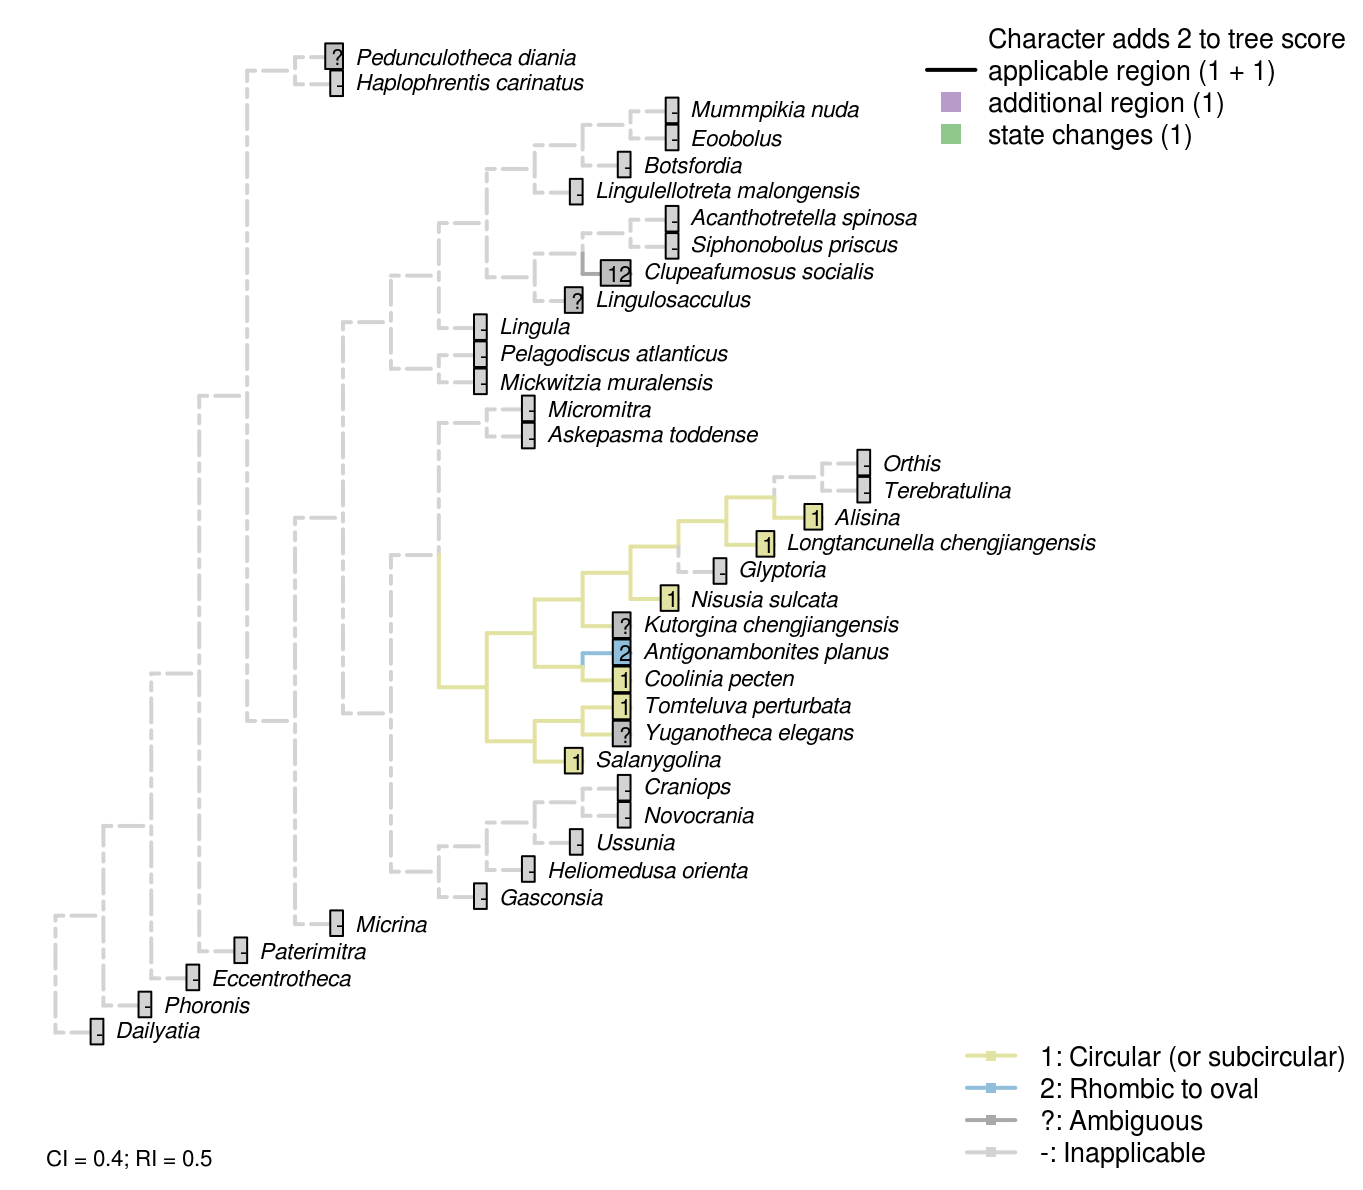 Character adds 2 to tree score
applicable region (1 + 1)
additional region (1)
state changes (1)
? Pedunculotheca diania
- Haplophrentis carinatus
- Mummpikia nuda
- Eoobolus
- Botsfordia
- Lingulellotreta malongensis
- Acanthotretella spinosa
- Siphonobolus priscus
12 Clupeafumosus socialis
? Lingulosacculus
- Lingula
- Pelagodiscus atlanticus
- Mickwitzia muralensis
- Micromitra
- Askepasma toddense
- Orthis
- Terebratulina
1 Alisina
1 Longtancunella chengjiangensis
- Glyptoria
1 Nisusia sulcata
? Kutorgina chengjiangensis
2 Antigonambonites planus
1 Coolinia pecten
1 Tomteluva perturbata
? Yuganotheca elegans
1 Salanygolina
- Craniops
- Novocrania
- Ussunia
- Heliomedusa orienta
- Gasconsia
- Micrina
- Paterimitra
- Eccentrotheca
- Phoronis
- Dailyatia
1: Circular (or subcircular)
2: Rhombic to oval
?: Ambiguous
-: Inapplicable
CI = 0.4; RI = 0.5